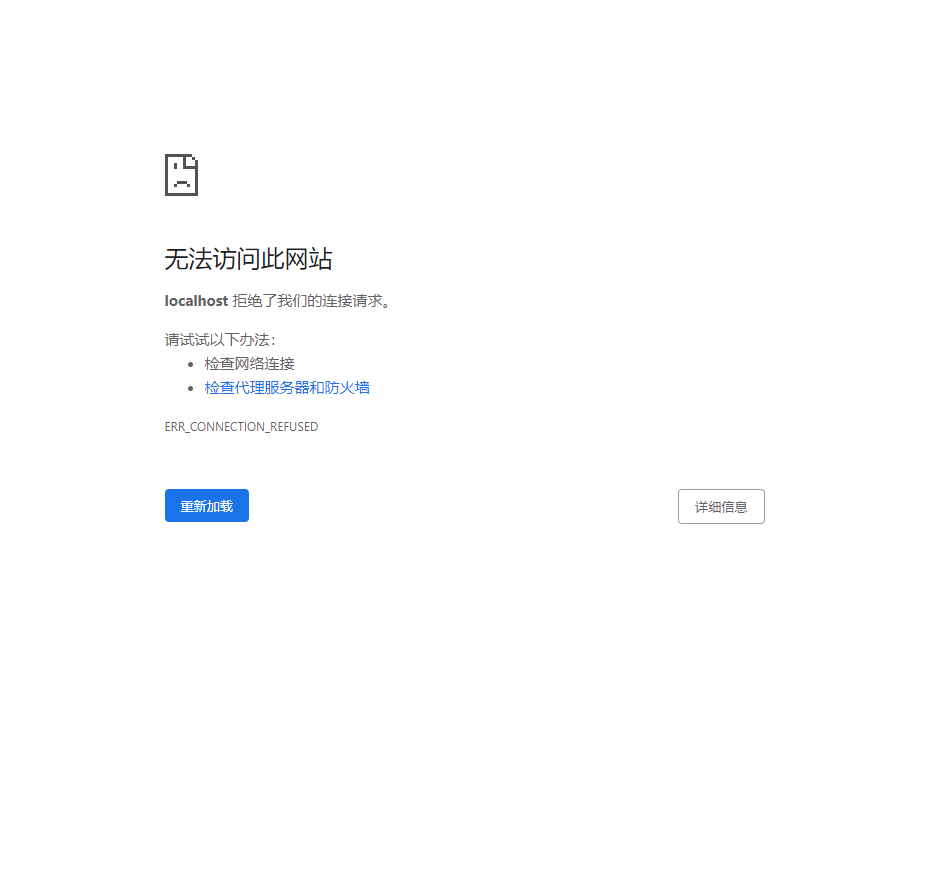 无法访问此网站
localhost 拒绝了我们的连接请求。
请试试以下办法：
检查网络连接
检查代理服务器和防火墙
ERR_CONNECTION_REFUSED
重新加载
详细信息